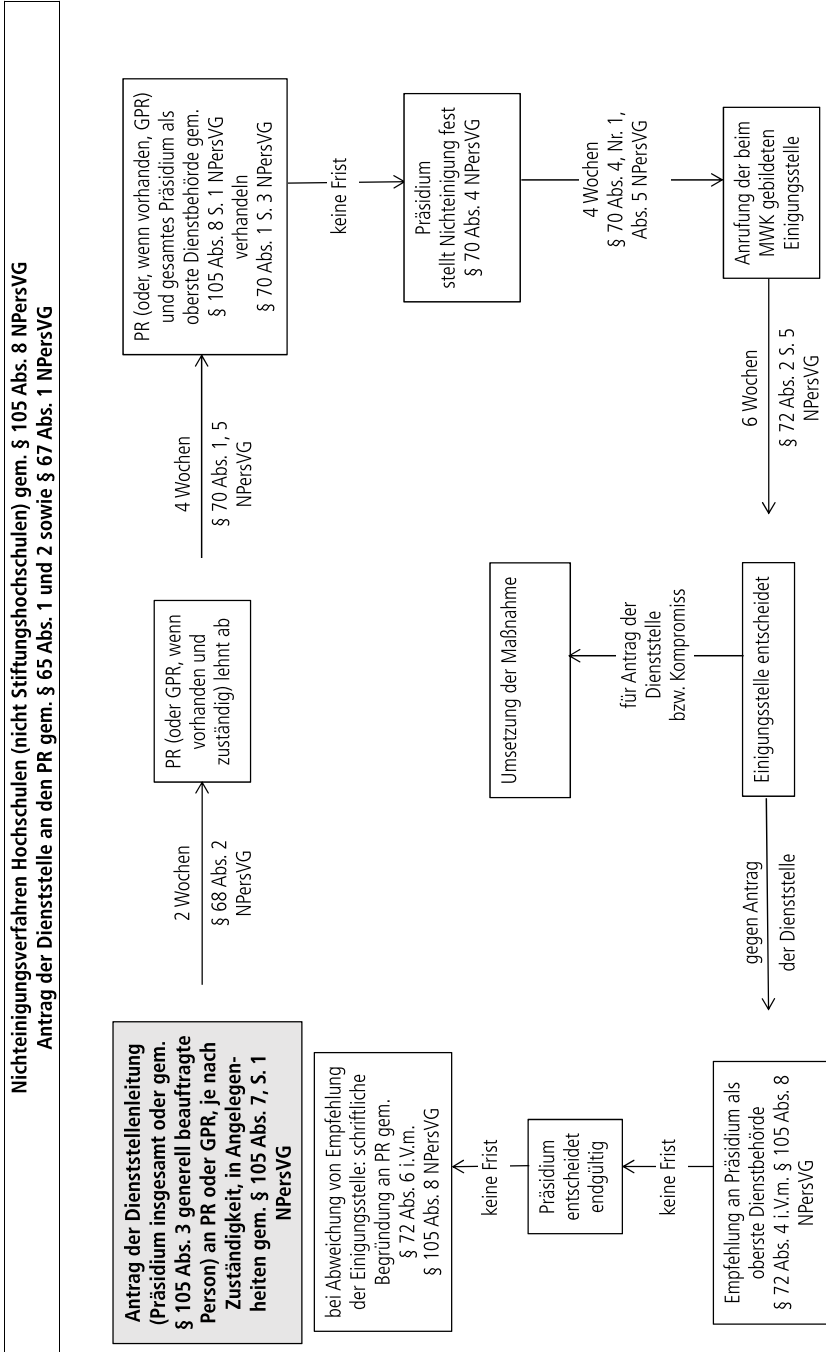 Nichteinigungsverfahren Hochschulen (nicht Stiftungshochschulen) gem. § 105 Abs. 8 NPersVG
Antrag der Dienststelle an den PR gem. § 65 Abs. 1 und 2 sowie § 67 Abs. 1 NPersVG
Antrag der Dienststellenleitung
(Präsidium insgesamt oder gem.
§ 105 Abs. 3 generell beauftragte
Person) an PR oder GPR, je nach
Zuständigkeit, in Angelegen-
heiten gem. § 105 Abs. 7, S. 1
NPersVG
2 Wochen
§ 68 Abs. 2
NPersVG
PR (oder GPR, wenn
vorhanden und
zuständig) lehnt ab
4 Wochen
§ 70 Abs. 1, 5
NPersVG
PR (oder, wenn vorhanden, GPR)
und gesamtes Präsidium als
oberste Dienstbehörde gem.
§ 105 Abs. 8 S. 1 NPersVG
verhandeln
§ 70 Abs. 1 S. 3 NPersVG
keine Frist
Präsidium
stellt Nichteinigung fest
§ 70 Abs. 4 NPersVG
4 Wochen
§ 70 Abs. 4, Nr. 1,
Abs. 5 NPersVG
Anrufung der beim
MWK gebildeten
Einigungsstelle
6 Wochen
§ 72 Abs. 2 S. 5
NPersVG
Einigungsstelle entscheidet
für Antrag der
Dienststelle
bzw. Kompromiss
Umsetzung der Maßnahme
gegen Antrag
der Dienststelle
Empfehlung an Präsidium als
oberste Dienstbehörde
§ 72 Abs. 4 i.V.m. § 105 Abs. 8
NPersVG
keine Frist
Präsidium
entscheidet
endgültig
keine Frist
bei Abweichung von Empfehlung
der Einigungsstelle: schriftliche
Begründung an PR gem.
§ 72 Abs. 6 i.V.m.
§ 105 Abs. 8 NPersVG